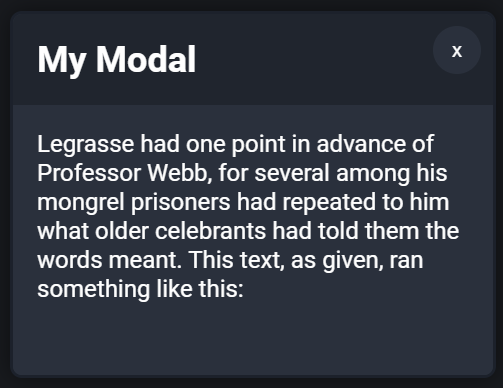 My Modal
x
Legrasse had one point in advance of
Professor Webb, for several among his
mongrel prisoners had repeated to him
what older celebrants had told them the
words meant. This text, as given, ran
something like this: